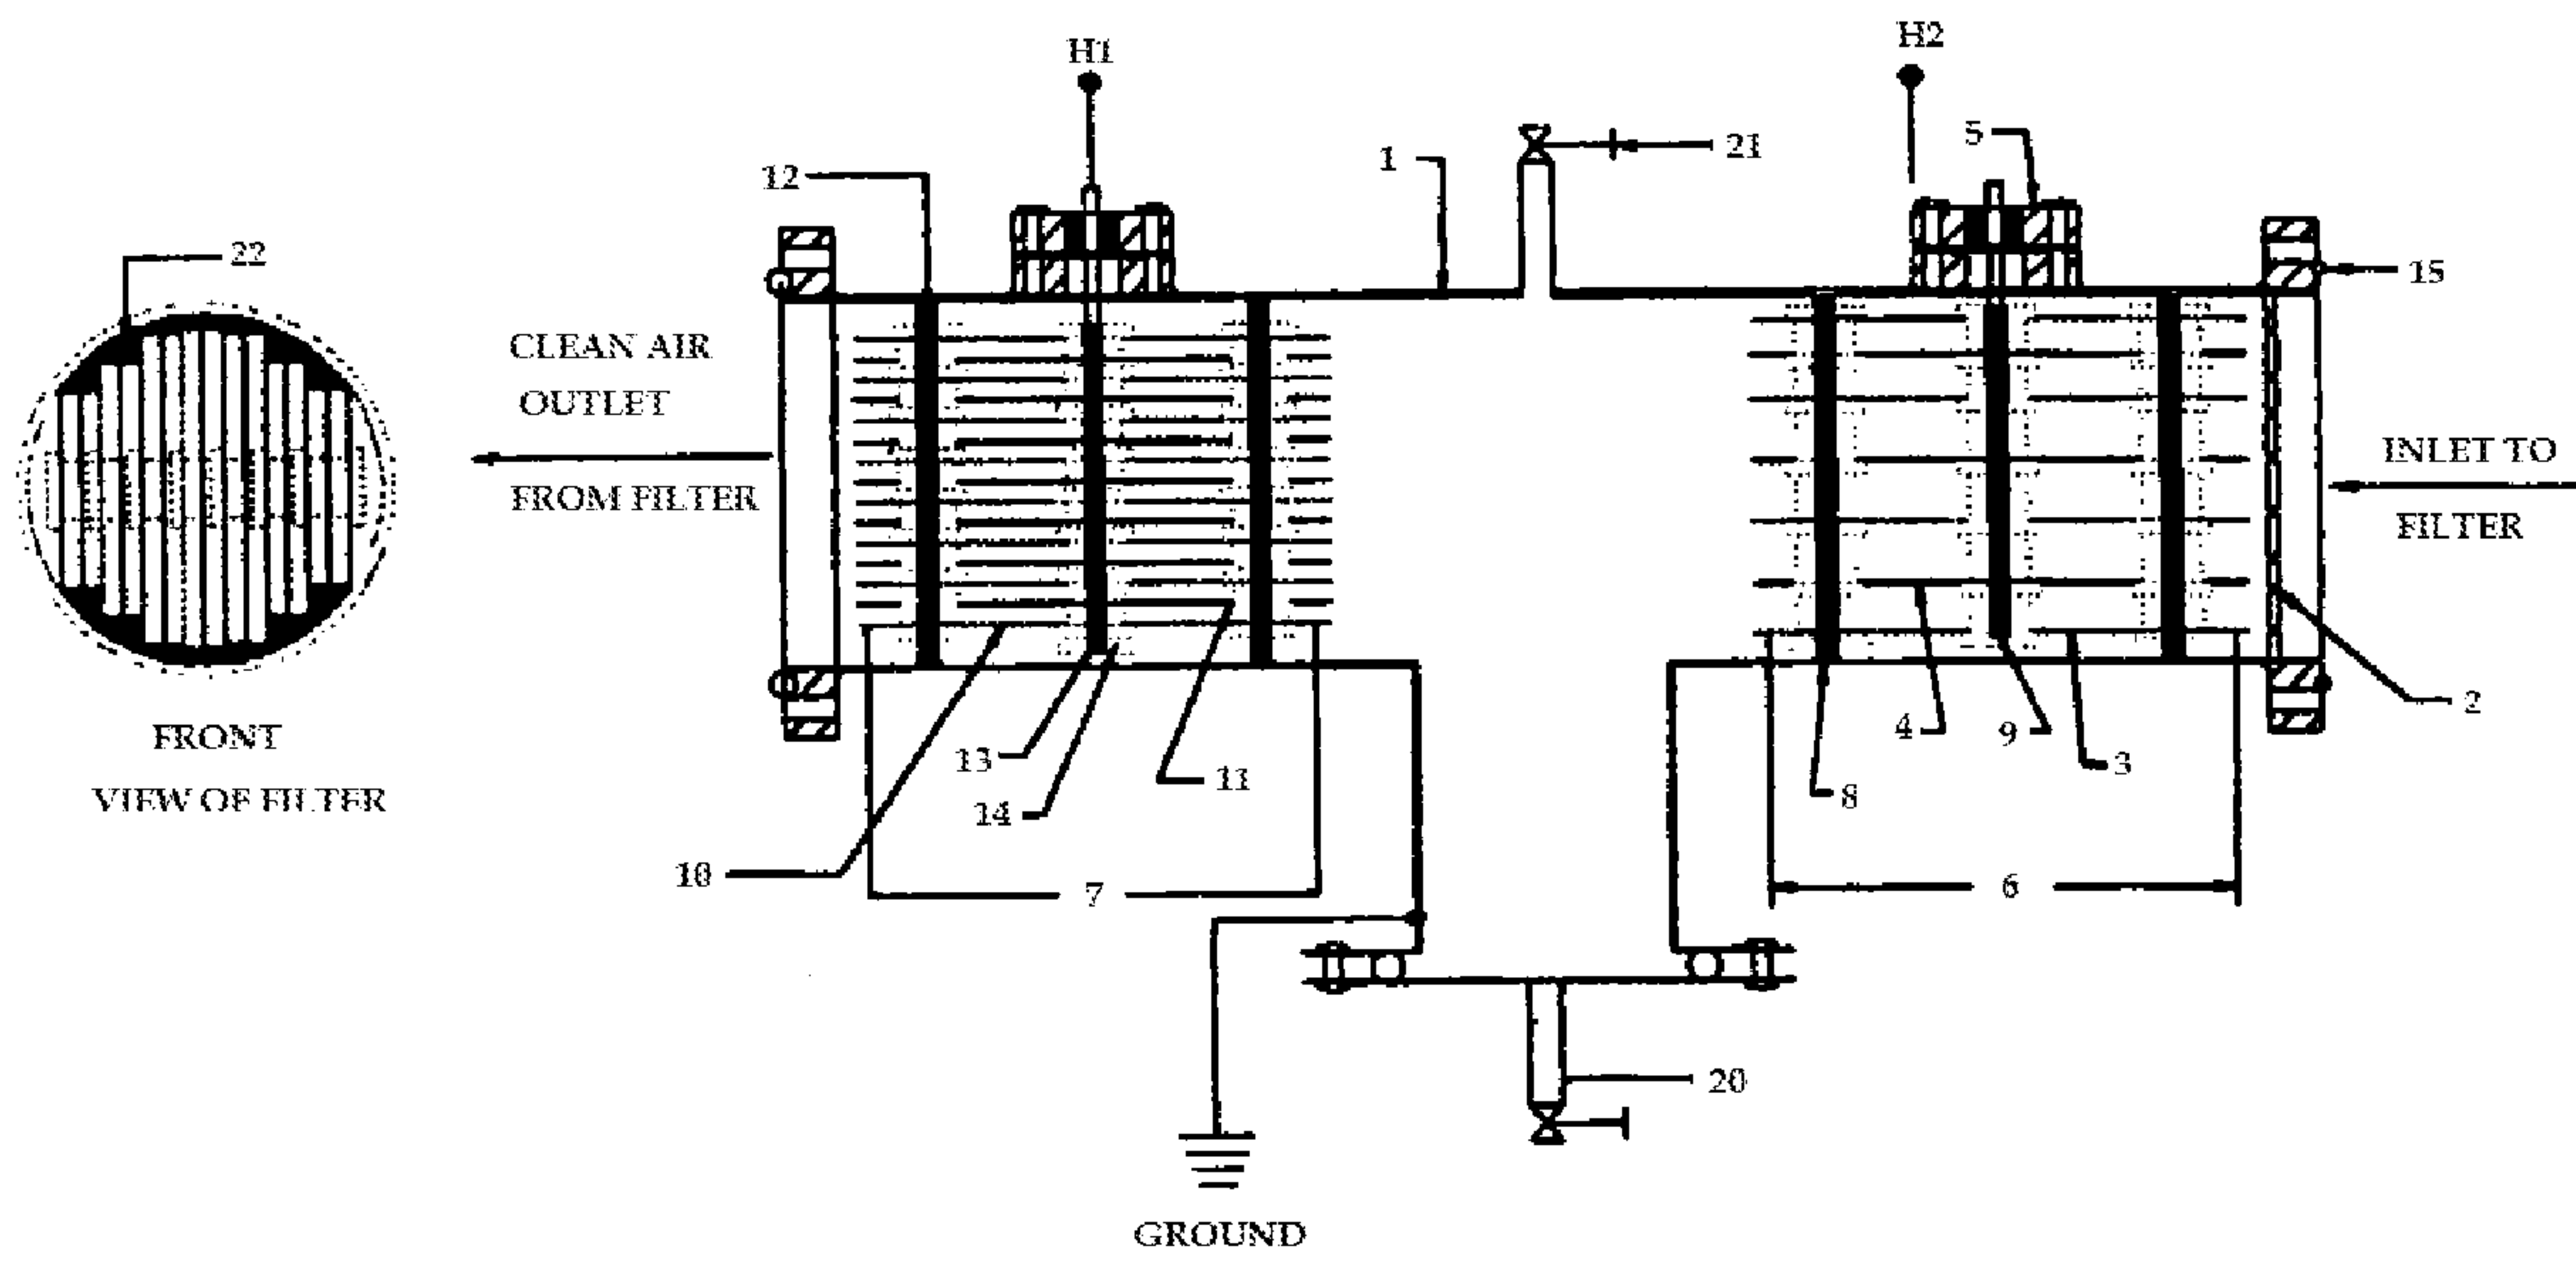 H1
H2
5
21
1
12
22
15
CLEAN AIR
OUTLET
FROM FILTER
INLET TO
FILTER
2
4
9
3
13
11
8
14
10
7
6
FRONT
VIEW OF FILTER
20
GROUND